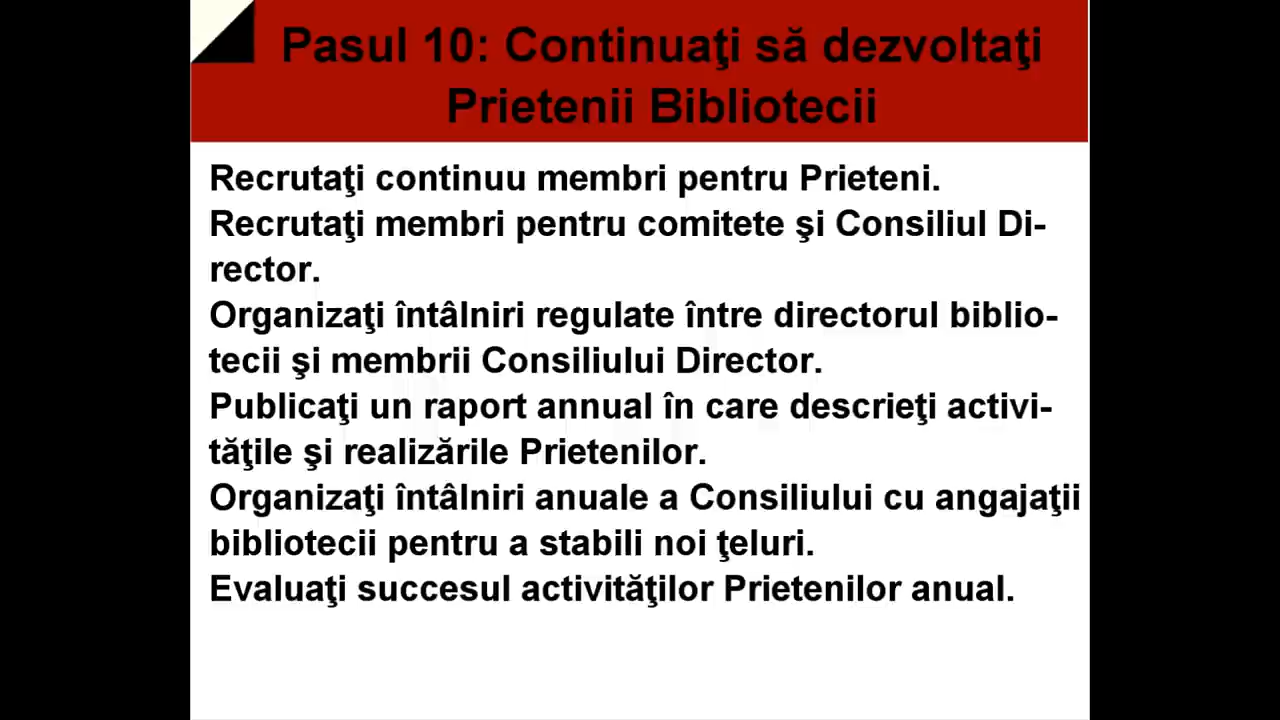 Pasul 10: Continuaţi să dezvoltaţi
Prietenii Bibliotecii
Recrutaţi continuu membri pentru Prieteni.
Recrutaţi membri pentru comitete şi Consiliul Di-
rector.
Organizaţi întâlniri regulate între directorul biblio-
tecii şi membrii Consiliului Director.
Publicaţi un raport annual în care descrieţi activi-
tăţile şi realizările Prietenilor.
Organizaţi întâlniri anuale a Consiliului cu angajaţii
bibliotecii pentru a stabili noi ţeluri.
Evaluaţi succesul activităţilor Prietenilor anual.